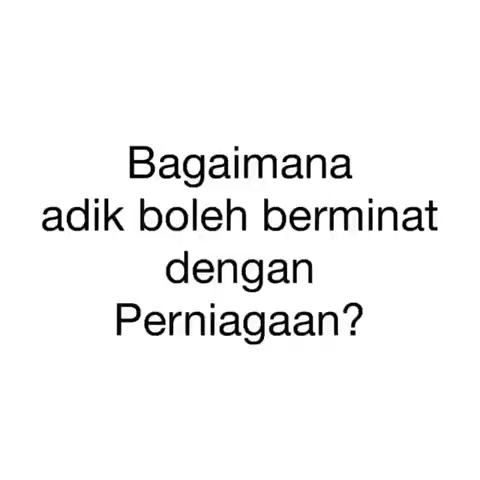 Bagaimana
adik boleh berminat
dengan
Perniagaan?